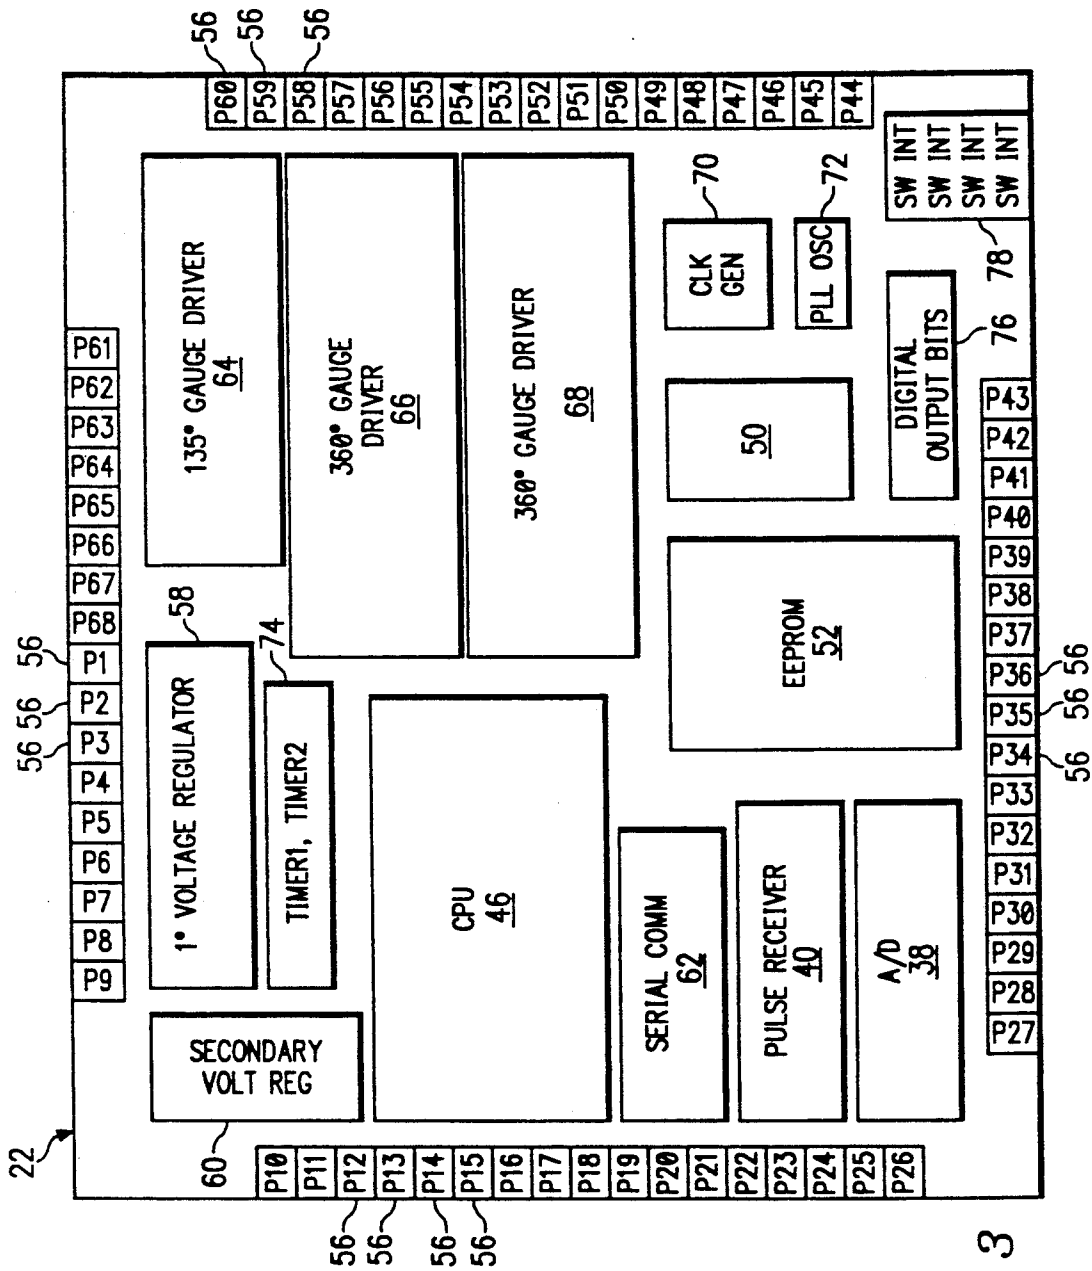 22
56
56
56
P9
P8
P7
P6
P5
P4
P3
P2
P1
P68
P67
P66
P65
P64
P63
P62
P61
56
56
56
P60
P59
P58
P57
P56
P55
P54
P53
P52
P51
P50
P49
P48
P47
P46
P45
P44
SECONDARY
VOLT REG
60
1° VOLTAGE REGULATOR
58
TIMER1, TIMER2
74
135° GAUGE DRIVER
64
360° GAUGE
DRIVER
66
360° GAUGE DRIVER
68
CPU
46
SERIAL COMM
62
PULSE RECEIVER
40
A/D
38
EEPROM
52
50
CLK
GEN
70
PLL OSC
72
DIGITAL
OUTPUT BITS
76
SW INT
SW INT
SW INT
SW INT
78
P10
P11
P12
P13
P14
P15
P16
P17
P18
P19
P20
P21
P22
P23
P24
P25
P26
56
56
56
56
P27
P28
P29
P30
P31
P32
P33
P34
P35
P36
P37
P38
P39
P40
P41
P42
P43
56
56
56
3